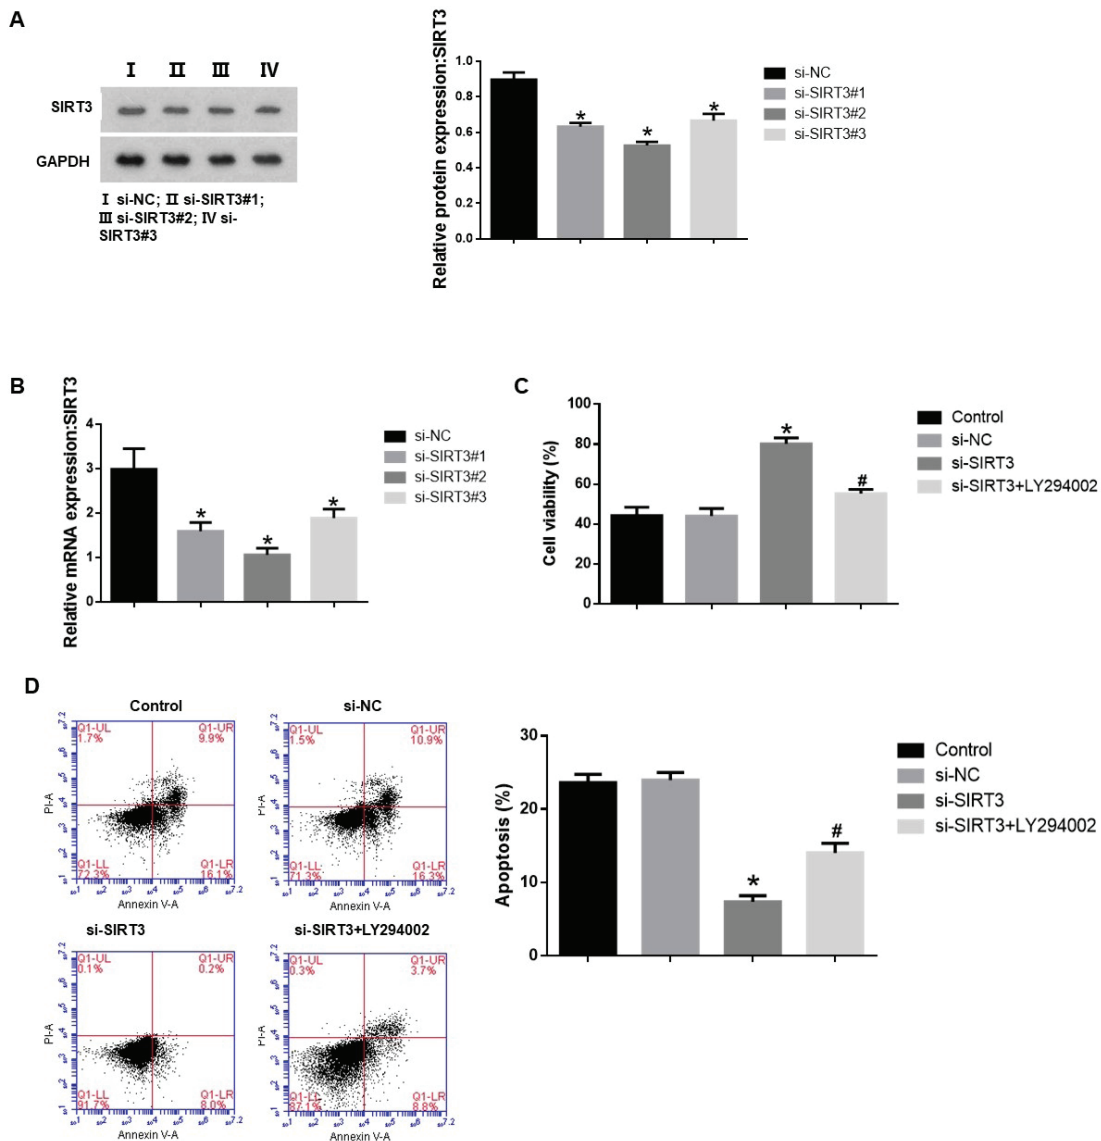 A
I II III IV
SIRT3
GAPDH
I si-NC; II si-SIRT3#1;
III si-SIRT3#2; IV si-
SIRT3#3
Relative protein expression:SIRT3
1.0
0.8
0.6
0.4
0.2
0.0
*
*
*
si-NC
si-SIRT3#1
si-SIRT3#2
si-SIRT3#3
B
Relative mRNA expression:SIRT3
4
3
2
1
0
*
*
*
si-NC
si-SIRT3#1
si-SIRT3#2
si-SIRT3#3
C
Cell viability (%)
100
80
60
40
20
0
*
#
Control
si-NC
si-SIRT3
si-SIRT3+LY294002
D
Control
Q1-UL
1.7%
Q1-UR
9.9%
Q1-LL
72.3%
Q1-LR
16.1%
PI-A
Annexin V-A
si-NC
Q1-UL
1.5%
Q1-UR
10.9%
Q1-LL
71.3%
Q1-LR
16.3%
PI-A
Annexin V-A
si-SIRT3
Q1-UL
0.1%
Q1-UR
0.2%
Q1-LL
91.7%
Q1-LR
8.0%
PI-A
Annexin V-A
si-SIRT3+LY294002
Q1-UL
0.3%
Q1-UR
3.7%
Q1-LL
87.1%
Q1-LR
8.8%
PI-A
Annexin V-A
Apoptosis (%)
30
20
10
0
*
#
Control
si-NC
si-SIRT3
si-SIRT3+LY294002